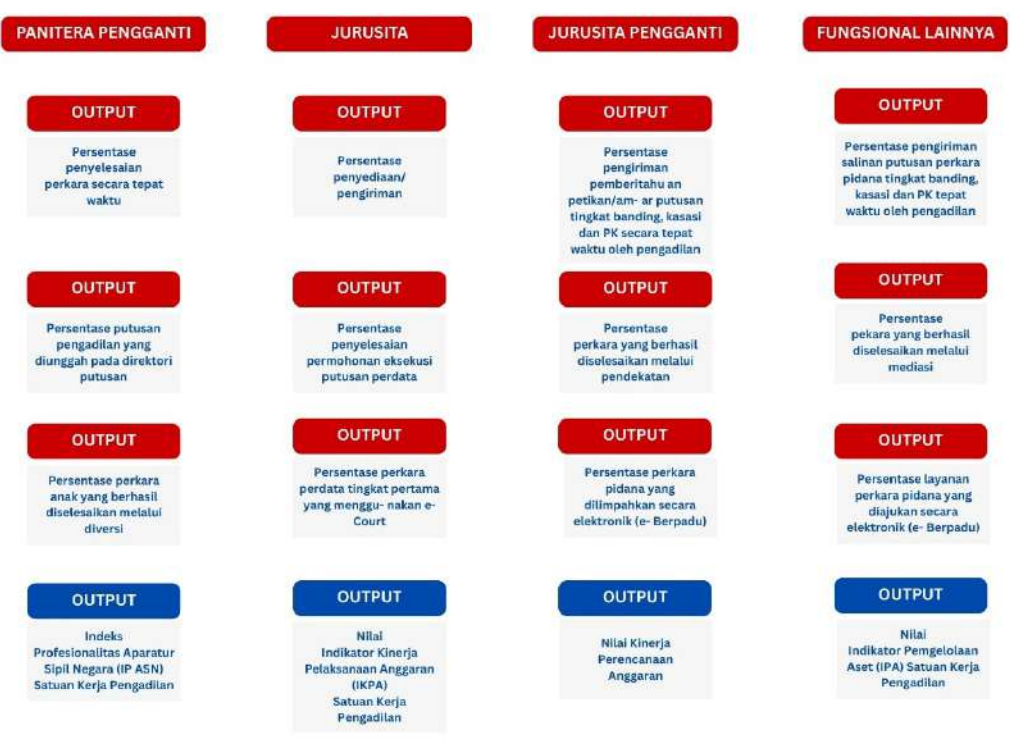 PANITERA PENGGANTI
JURUSITA
JURUSITA PENGGANTI
FUNGSIONAL LAINNYA
OUTPUT
Persentase
penyelesaian
perkara secara tepat
waktu
OUTPUT
Persentase
penyediaan/
pengiriman
OUTPUT
Persentase
pengiriman
pemberitahu an
petikan/am- ar putusan
tingkat banding, kasasi
dan PK secara tepat
waktu oleh pengadilan
OUTPUT
Persentase pengiriman
salinan putusan perkara
pidana tingkat banding,
kasasi dan PK tepat
waktu oleh pengadilan
OUTPUT
Persentase putusan
pengadilan yang
diunggah pada direktori
putusan
OUTPUT
Persentase
penyelesaian
permohonan eksekusi
putusan perdata
OUTPUT
Persentase
perkara yang berhasil
diselesaikan melalui
pendekatan
OUTPUT
Persentase
pekara yang berhasil
diselesaikan melalui
mediasi
OUTPUT
Persentase perkara
anak yang berhasil
diselesaikan melalui
diversi
OUTPUT
Persentase perkara
perdata tingkat pertama
yang menggu- nakan e-
Court
OUTPUT
Persentase perkara
pidana yang
dilimpahkan secara
elektronik (e- Berpadu)
OUTPUT
Persentase layanan
perkara pidana yang
diajukan secara
elektronik (e- Berpadu)
OUTPUT
Indeks
Profesionalitas Aparatur
Sipil Negara (IP ASN)
Satuan Kerja Pengadilan
OUTPUT
Nilai
Indikator Kinerja
Pelaksanaan Anggaran
(IKPA)
Satuan Kerja
Pengadilan
OUTPUT
Nilai Kinerja
Perencanaan
Anggaran
OUTPUT
Nilai
Indikator Pemgelolaan
Aset (IPA) Satuan Kerja
Pengadilan